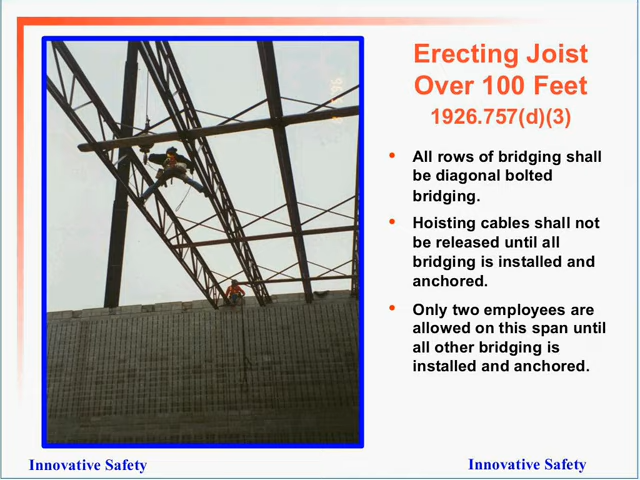 Erecting Joist
Over 100 Feet
1926.757(d)(3)
• All rows of bridging shall
be diagonal bolted
bridging.
• Hoisting cables shall not
be released until all
bridging is installed and
anchored.
• Only two employees are
allowed on this span until
all other bridging is
installed and anchored.
Innovative Safety
Innovative Safety